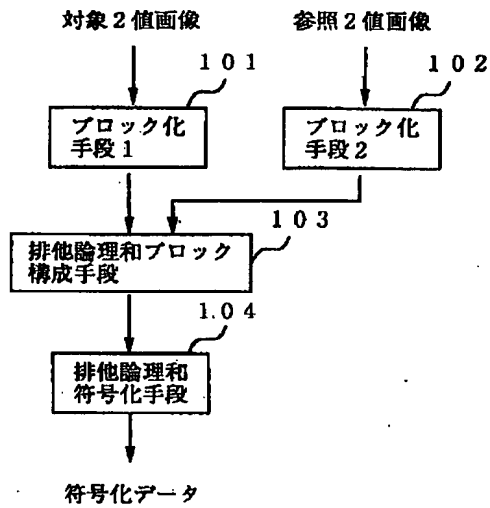 対象2値画像
参照2値画像
101
102
ブロック化
手段1
ブロック化
手段2
103
排他論理和ブロック
構成手段
104
排他論理和
符号化手段
符号化データ